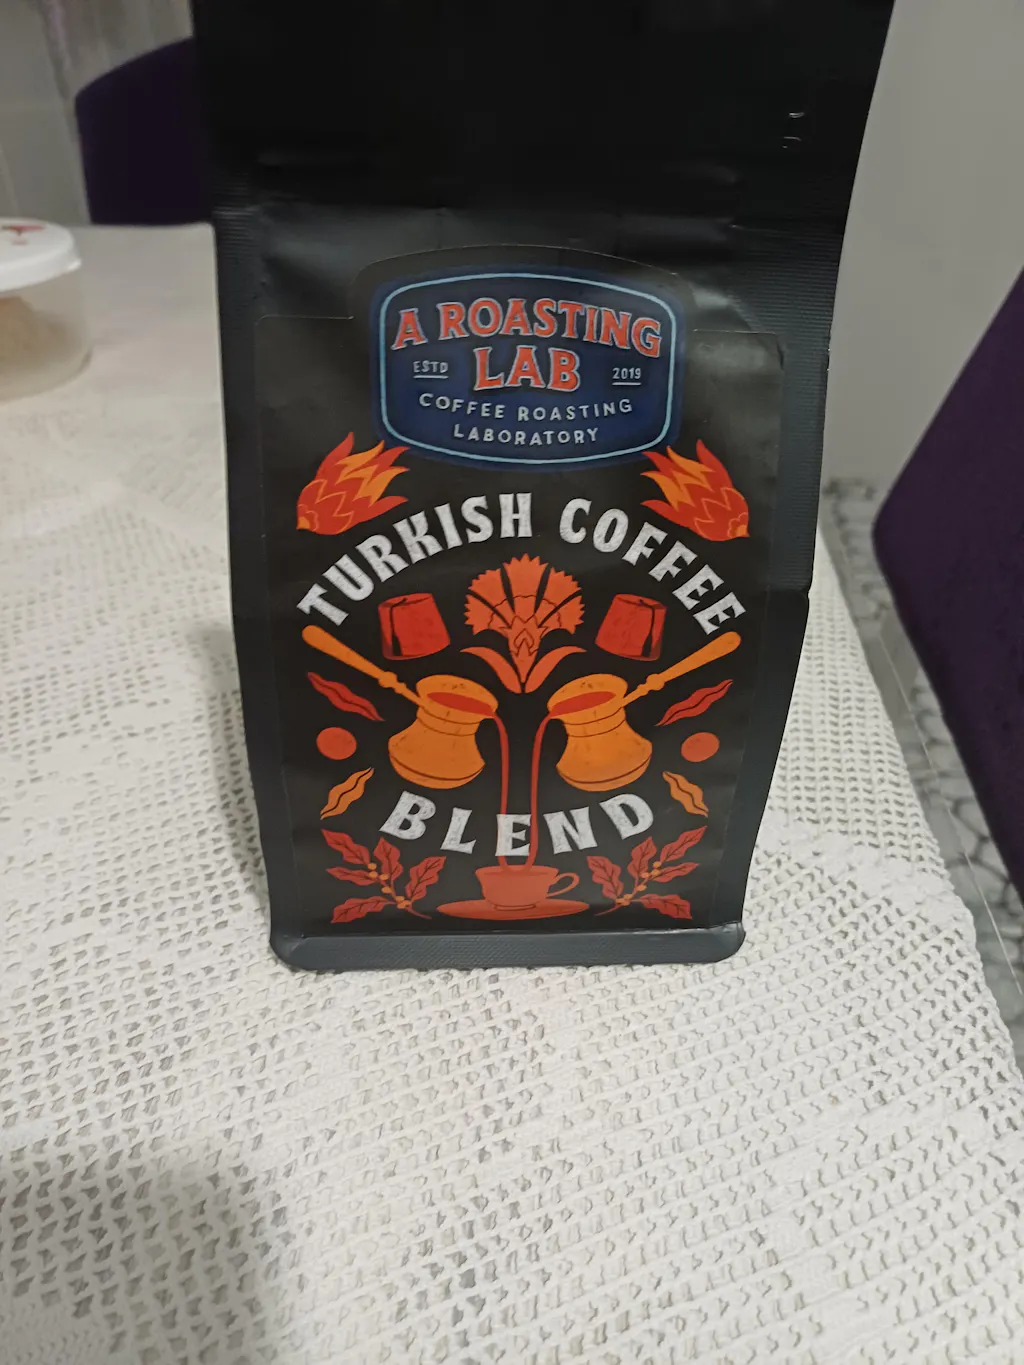 A ROASTING
LAB
ESTD 2019
COFFEE ROASTING
LABORATORY
TURKISH COFFEE
BLEND